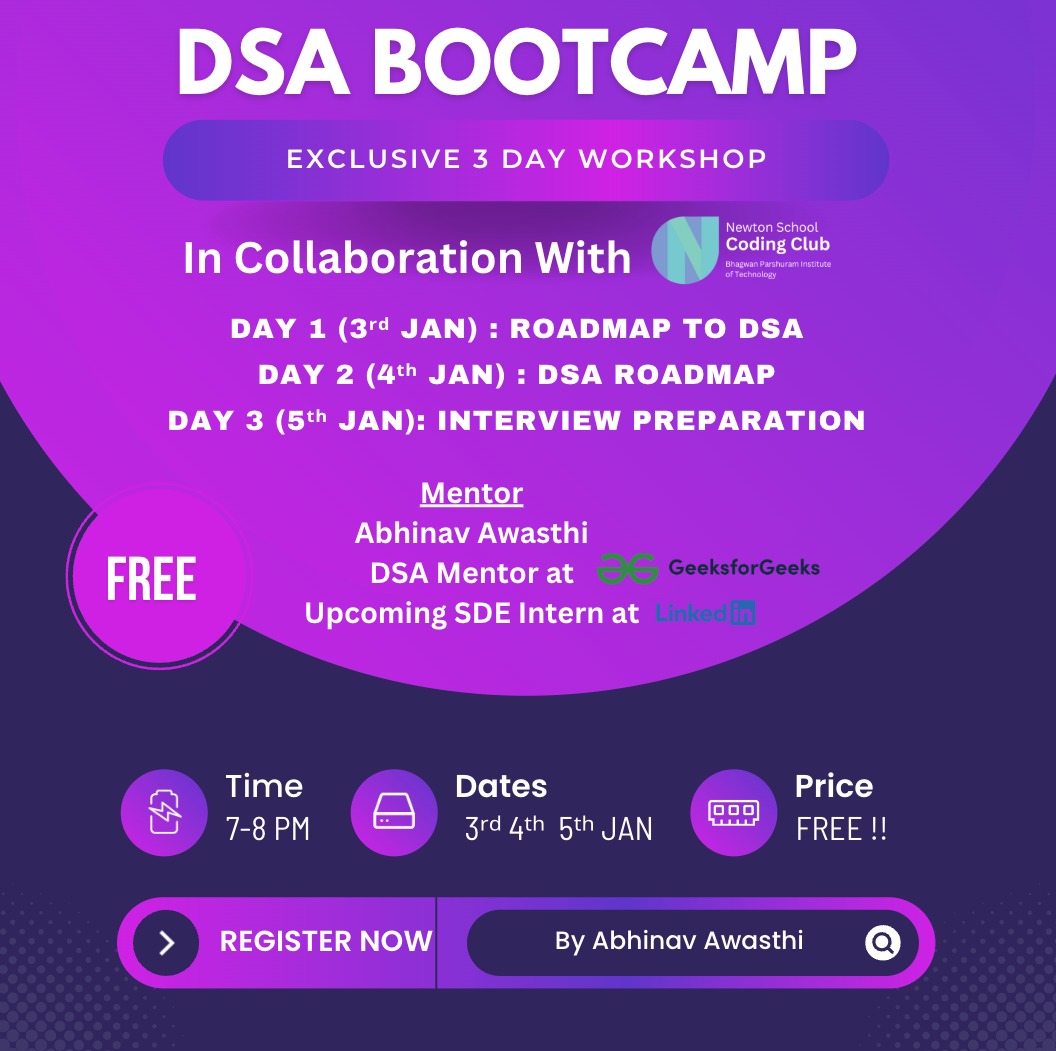 DSA BOOTCAMP
EXCLUSIVE 3 DAY WORKSHOP
In Collaboration With
Newton School
Coding Club
Bhagwan Parshuram Institute
of Technology
DAY 1 (3rd JAN) : ROADMAP TO DSA
DAY 2 (4th JAN) : DSA ROADMAP
DAY 3 (5th JAN): INTERVIEW PREPARATION
Mentor
Abhinav Awasthi
DSA Mentor at GeeksforGeeks
Upcoming SDE Intern at Linkedin
FREE
Time
7-8 PM
Dates
3rd 4th 5th JAN
Price
FREE !!
REGISTER NOW
By Abhinav Awasthi